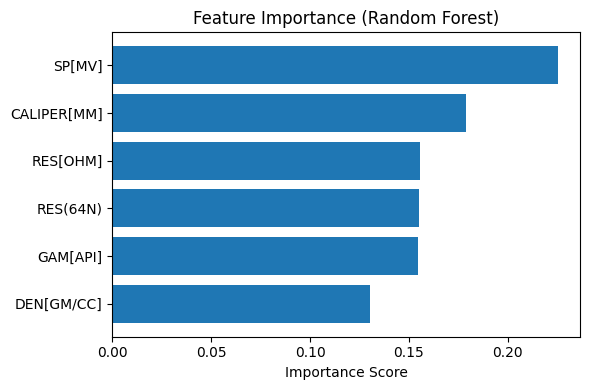 Feature Importance (Random Forest)
SP[MV]
CALIPER[MM]
RES[OHM]
RES(64N)
GAM[API]
DEN[GM/CC]
0.00 0.05 0.10 0.15 0.20
Importance Score